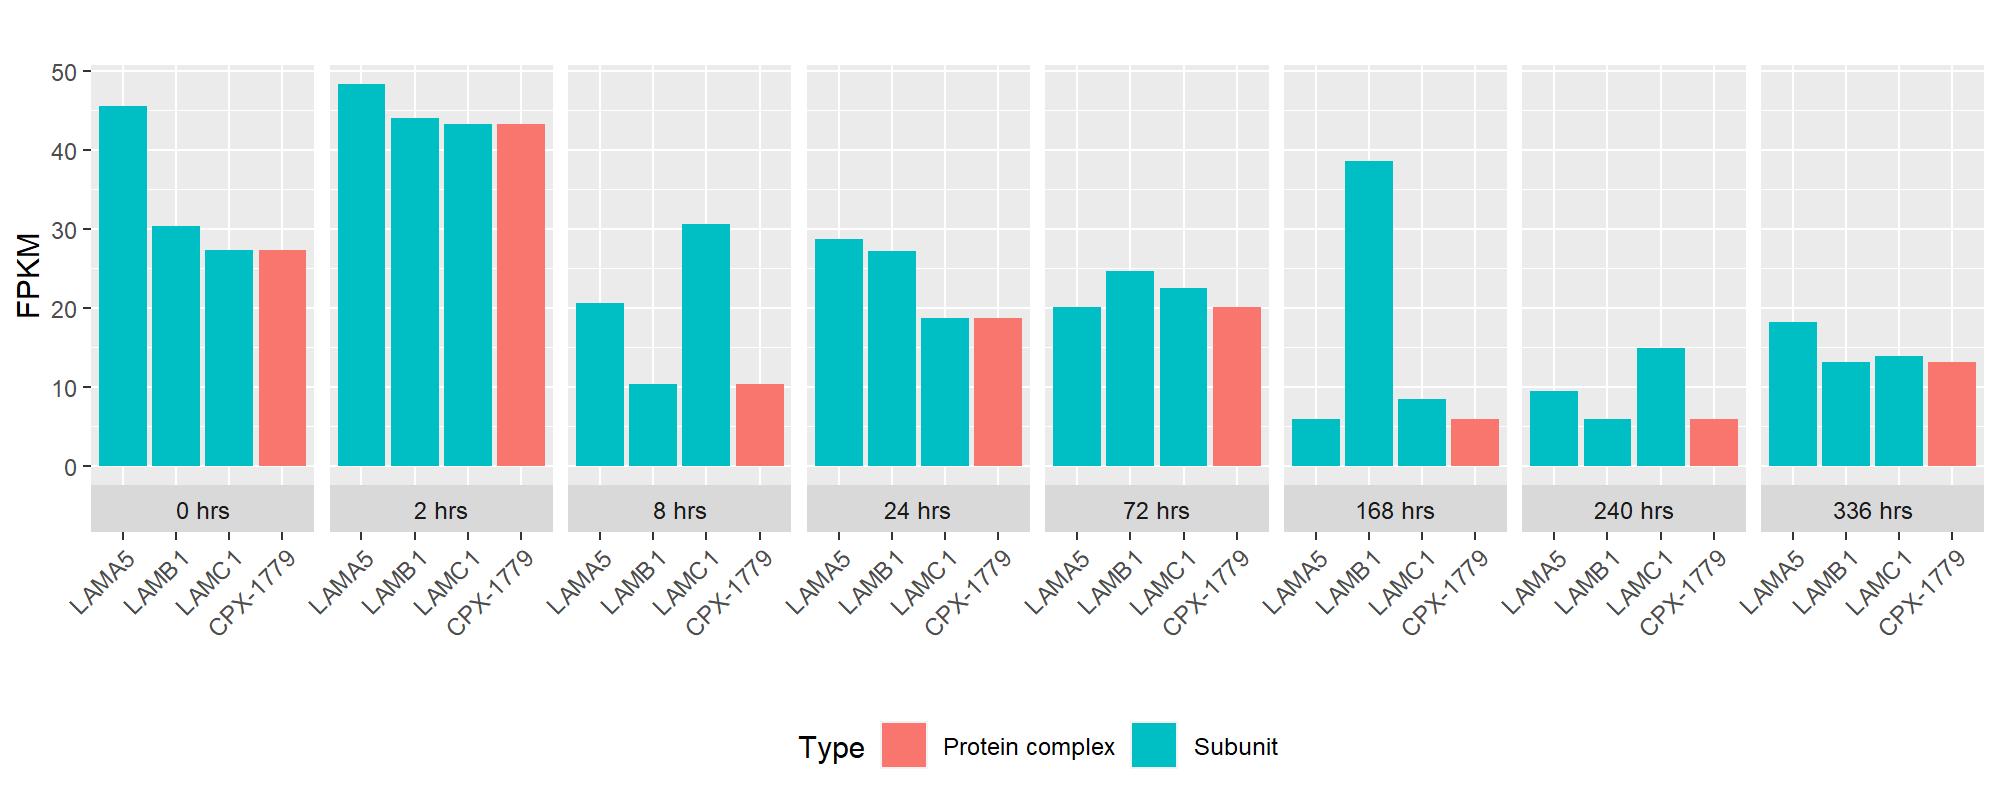 FPKM
50
40
30
20
10
0
0 hrs 2 hrs 8 hrs 24 hrs 72 hrs 168 hrs 240 hrs 336 hrs
LAMA5 LAMB1 LAMC1 CPX-1779 LAMA5 LAMB1 LAMC1 CPX-1779 LAMA5 LAMB1 LAMC1 CPX-1779 LAMA5 LAMB1 LAMC1 CPX-1779 LAMA5 LAMB1 LAMC1 CPX-1779 LAMA5 LAMB1 LAMC1 CPX-1779 LAMA5 LAMB1 LAMC1 CPX-1779 LAMA5 LAMB1 LAMC1 CPX-1779
Type Protein complex Subunit